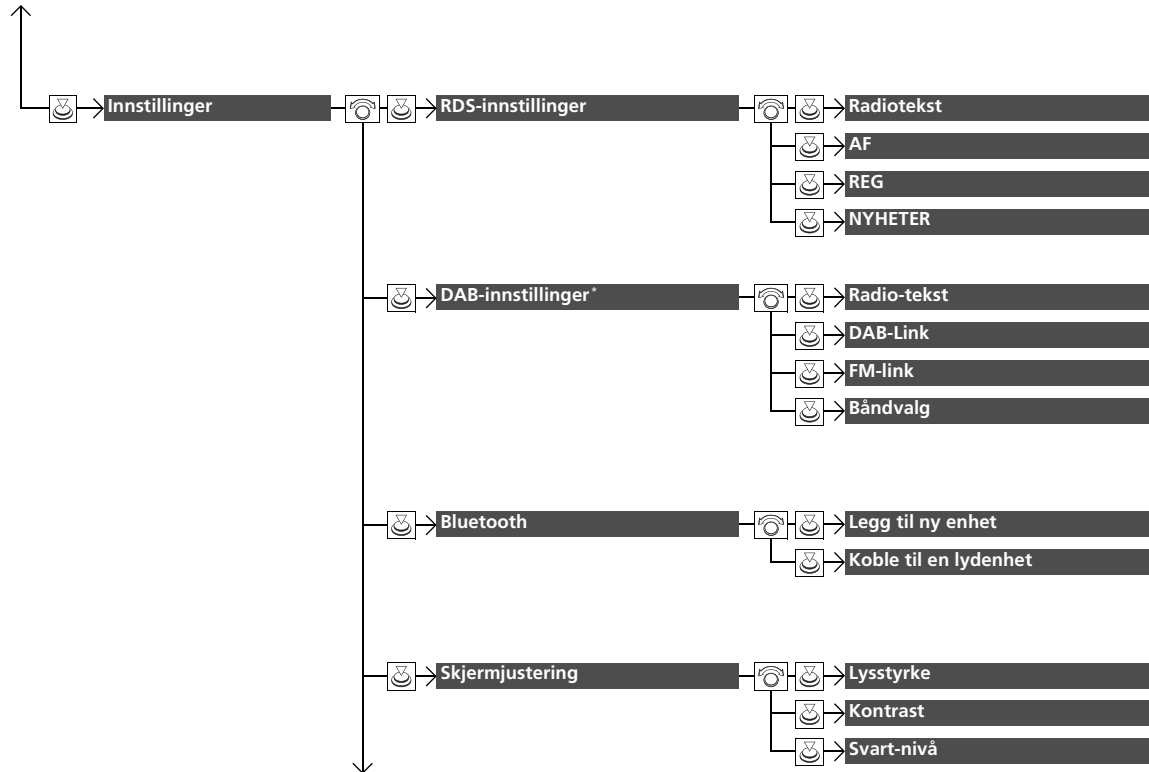 Innstillinger
RDS-innstillinger
Radiotekst
AF
REG
NYHETER
DAB-innstillinger*
Radio-tekst
DAB-Link
FM-link
Båndvalg
Bluetooth
Legg til ny enhet
Koble til en lydenhet
Skjermjustering
Lysstyrke
Kontrast
Svart-nivå